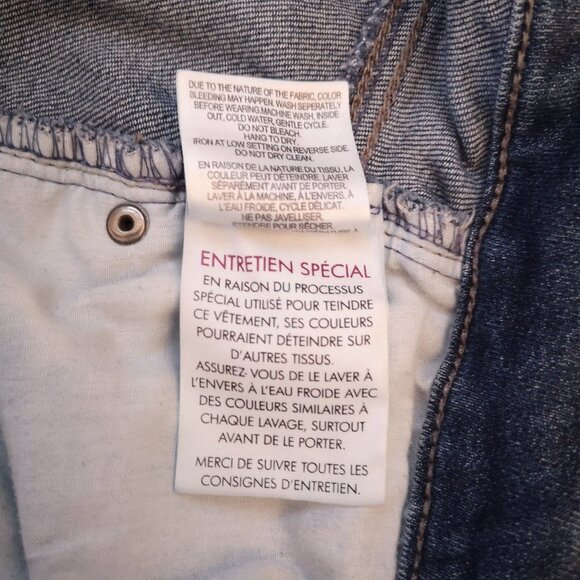 DUE TO THE NATURE OF THE FABRIC, COLOR
BLEEDING MAY HAPPEN. WASH SEPERATELY
BEFORE WEARING.MACHINE WASH, INSIDE
OUT, COLD WATER, GENTLE CYCLE.
DO NOT BLEACH.
HANG TO DRY.
IRON AT LOW SETTING ON REVERSE SIDE.
DO NOT DRY CLEAN.
EN RAISON DE LA NATURE DU TISSU, LA
COULEUR PEUT DÉTEINDRE. LAVER
SÉPARÉMENT AVANT DE PORTER.
LAVER À LA MACHINE, À L'ENVERS, À
L'EAU FROIDE, CYCLE DÉLICAT.
NE PAS JAVELLISER.
ÉTENDRE POUR SÉCHER.
ENTRETIEN SPÉCIAL
EN RAISON DU PROCESSUS
SPÉCIAL UTILISÉ POUR TEINDRE
CE VÊTEMENT, SES COULEURS
POURRAIENT DÉTEINDRE SUR
D'AUTRES TISSUS.
ASSUREZ-VOUS DE LE LAVER À
L'ENVERS À L'EAU FROIDE AVEC
DES COULEURS SIMILAIRES À
CHAQUE LAVAGE, SURTOUT
AVANT DE LE PORTER.
MERCI DE SUIVRE TOUTES LES
CONSIGNES D'ENTRETIEN.